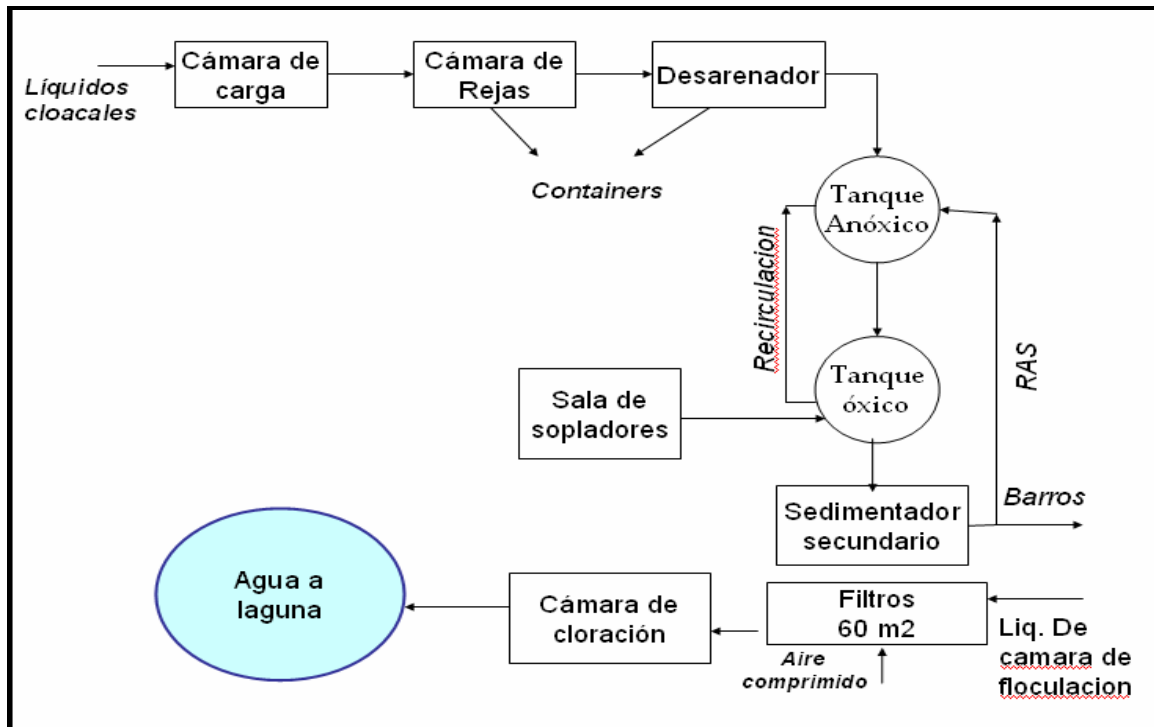 Líquidos
cloacales
Cámara de
carga
Cámara de
Rejas
Desarenador
Containers
Tanque
Anóxico
Recirculacion
RAS
Tanque
óxico
Sala de
sopladores
Sedimentador
secundario
Barros
Agua a
laguna
Cámara de
cloración
Filtros
60 m2
Aire
comprimido
Liq. De
camara de
floculacion